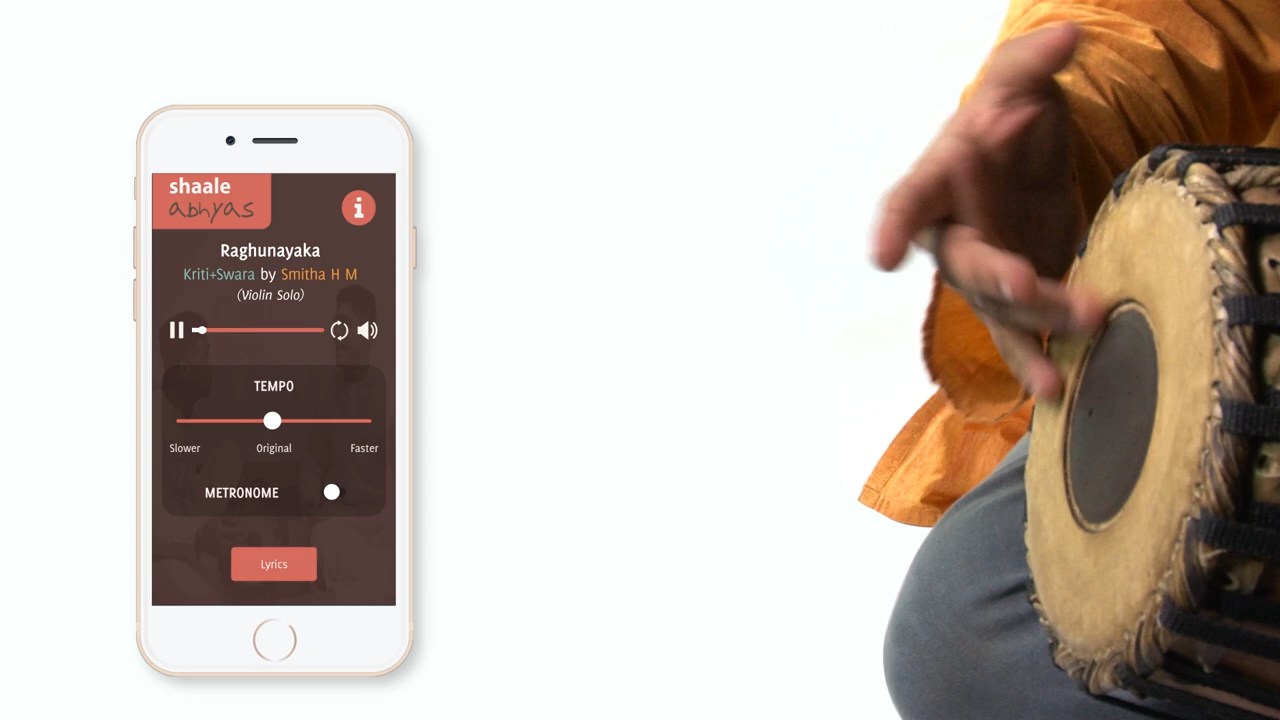 shaale
abhyas
i
Raghunayaka
Kriti+Swara by Smitha H M
(Violin Solo)
TEMPO
Slower Original Faster
METRONOME
Lyrics